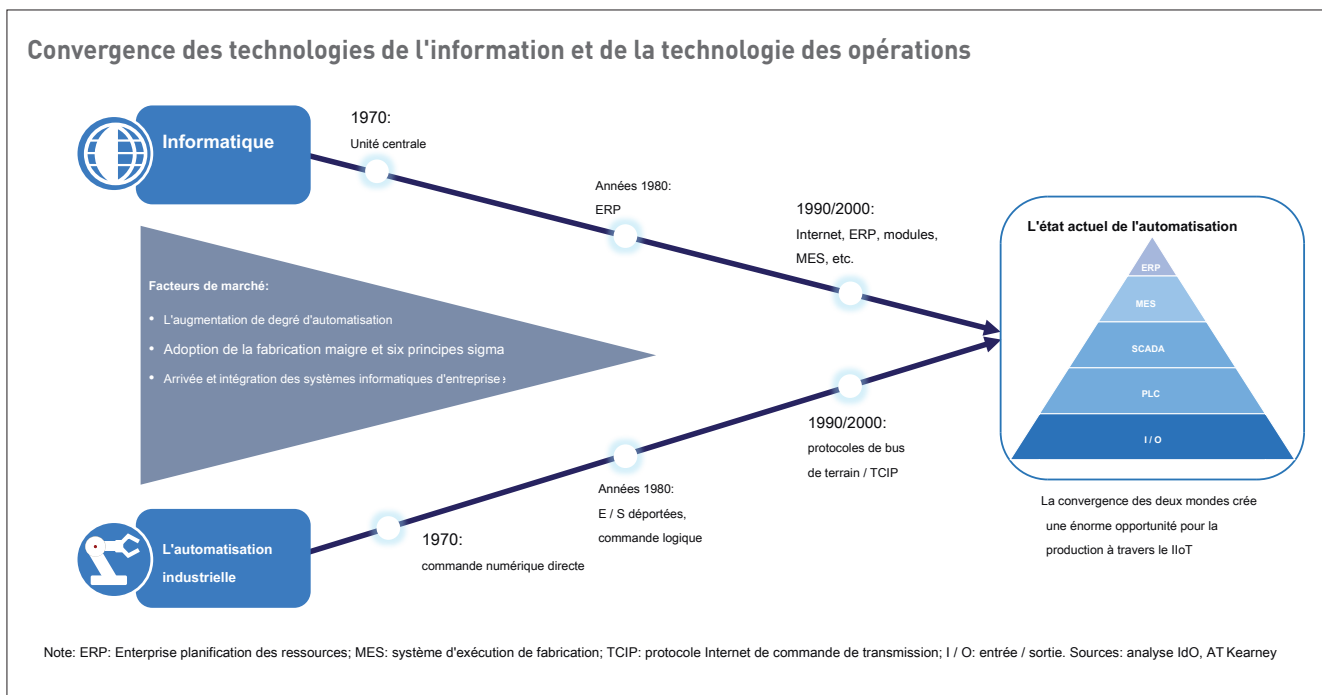 Convergence des technologies de l'information et de la technologie des opérations
Informatique
1970:
Unité centrale
Années 1980:
ERP
1990/2000:
Internet, ERP, modules,
MES, etc.
Facteurs de marché:
• L'augmentation de degré d'automatisation
• Adoption de la fabrication maigre et six principes sigma
• Arrivée et intégration des systèmes informatiques d'entreprise
L'automatisation
industrielle
1970:
commande numérique directe
Années 1980:
E / S déportées,
commande logique
1990/2000:
protocoles de bus
de terrain / TCIP
L'état actuel de l'automatisation
ERP
MES
SCADA
PLC
I / O
La convergence des deux mondes crée
une énorme opportunité pour la
production à travers le IIoT
Note: ERP: Enterprise planification des ressources; MES: système d'exécution de fabrication; TCIP: protocole Internet de commande de transmission; I / O: entrée / sortie. Sources: analyse IdO, AT Kearney